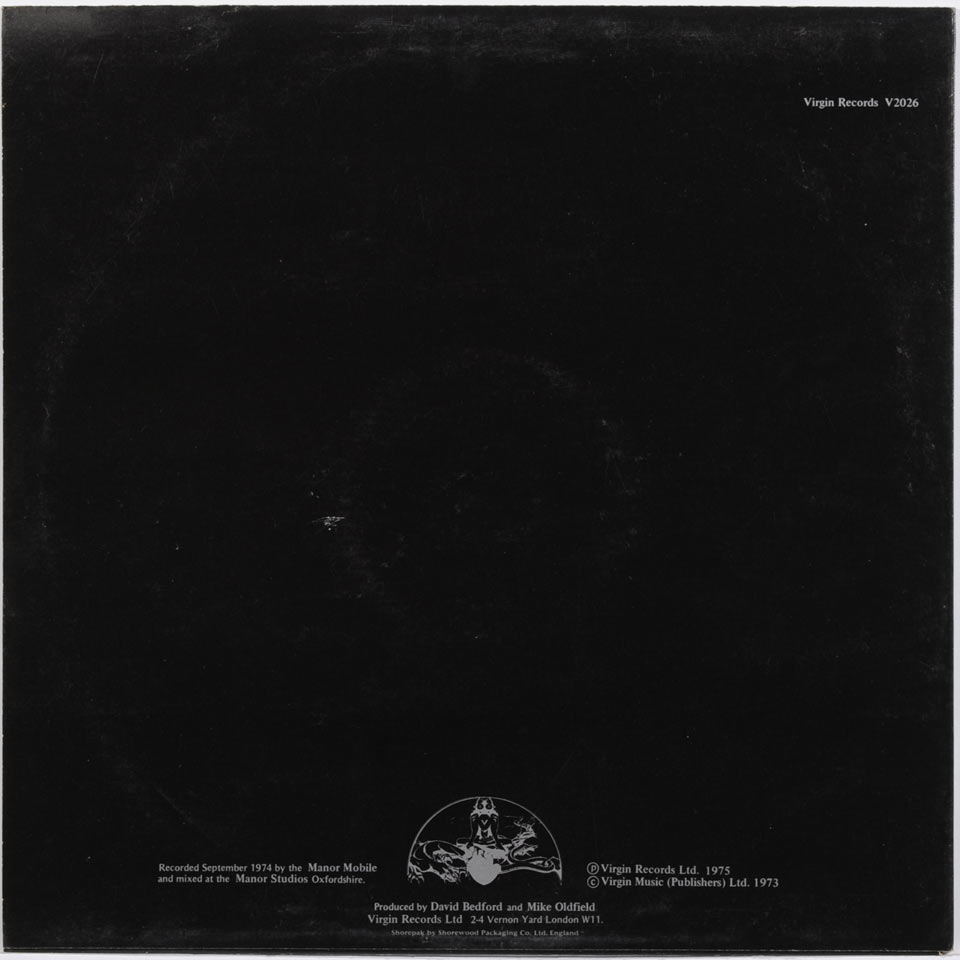 Virgin Records V2026
Recorded September 1974 by the Manor Mobile
and mixed at the Manor Studios Oxfordshire.
Ⓟ Virgin Records Ltd. 1975
© Virgin Music (Publishers) Ltd. 1973
Produced by David Bedford and Mike Oldfield
Virgin Records Ltd 2-4 Vernon Yard London W11.
Shorepak by Shorewood Packaging Co. Ltd. England